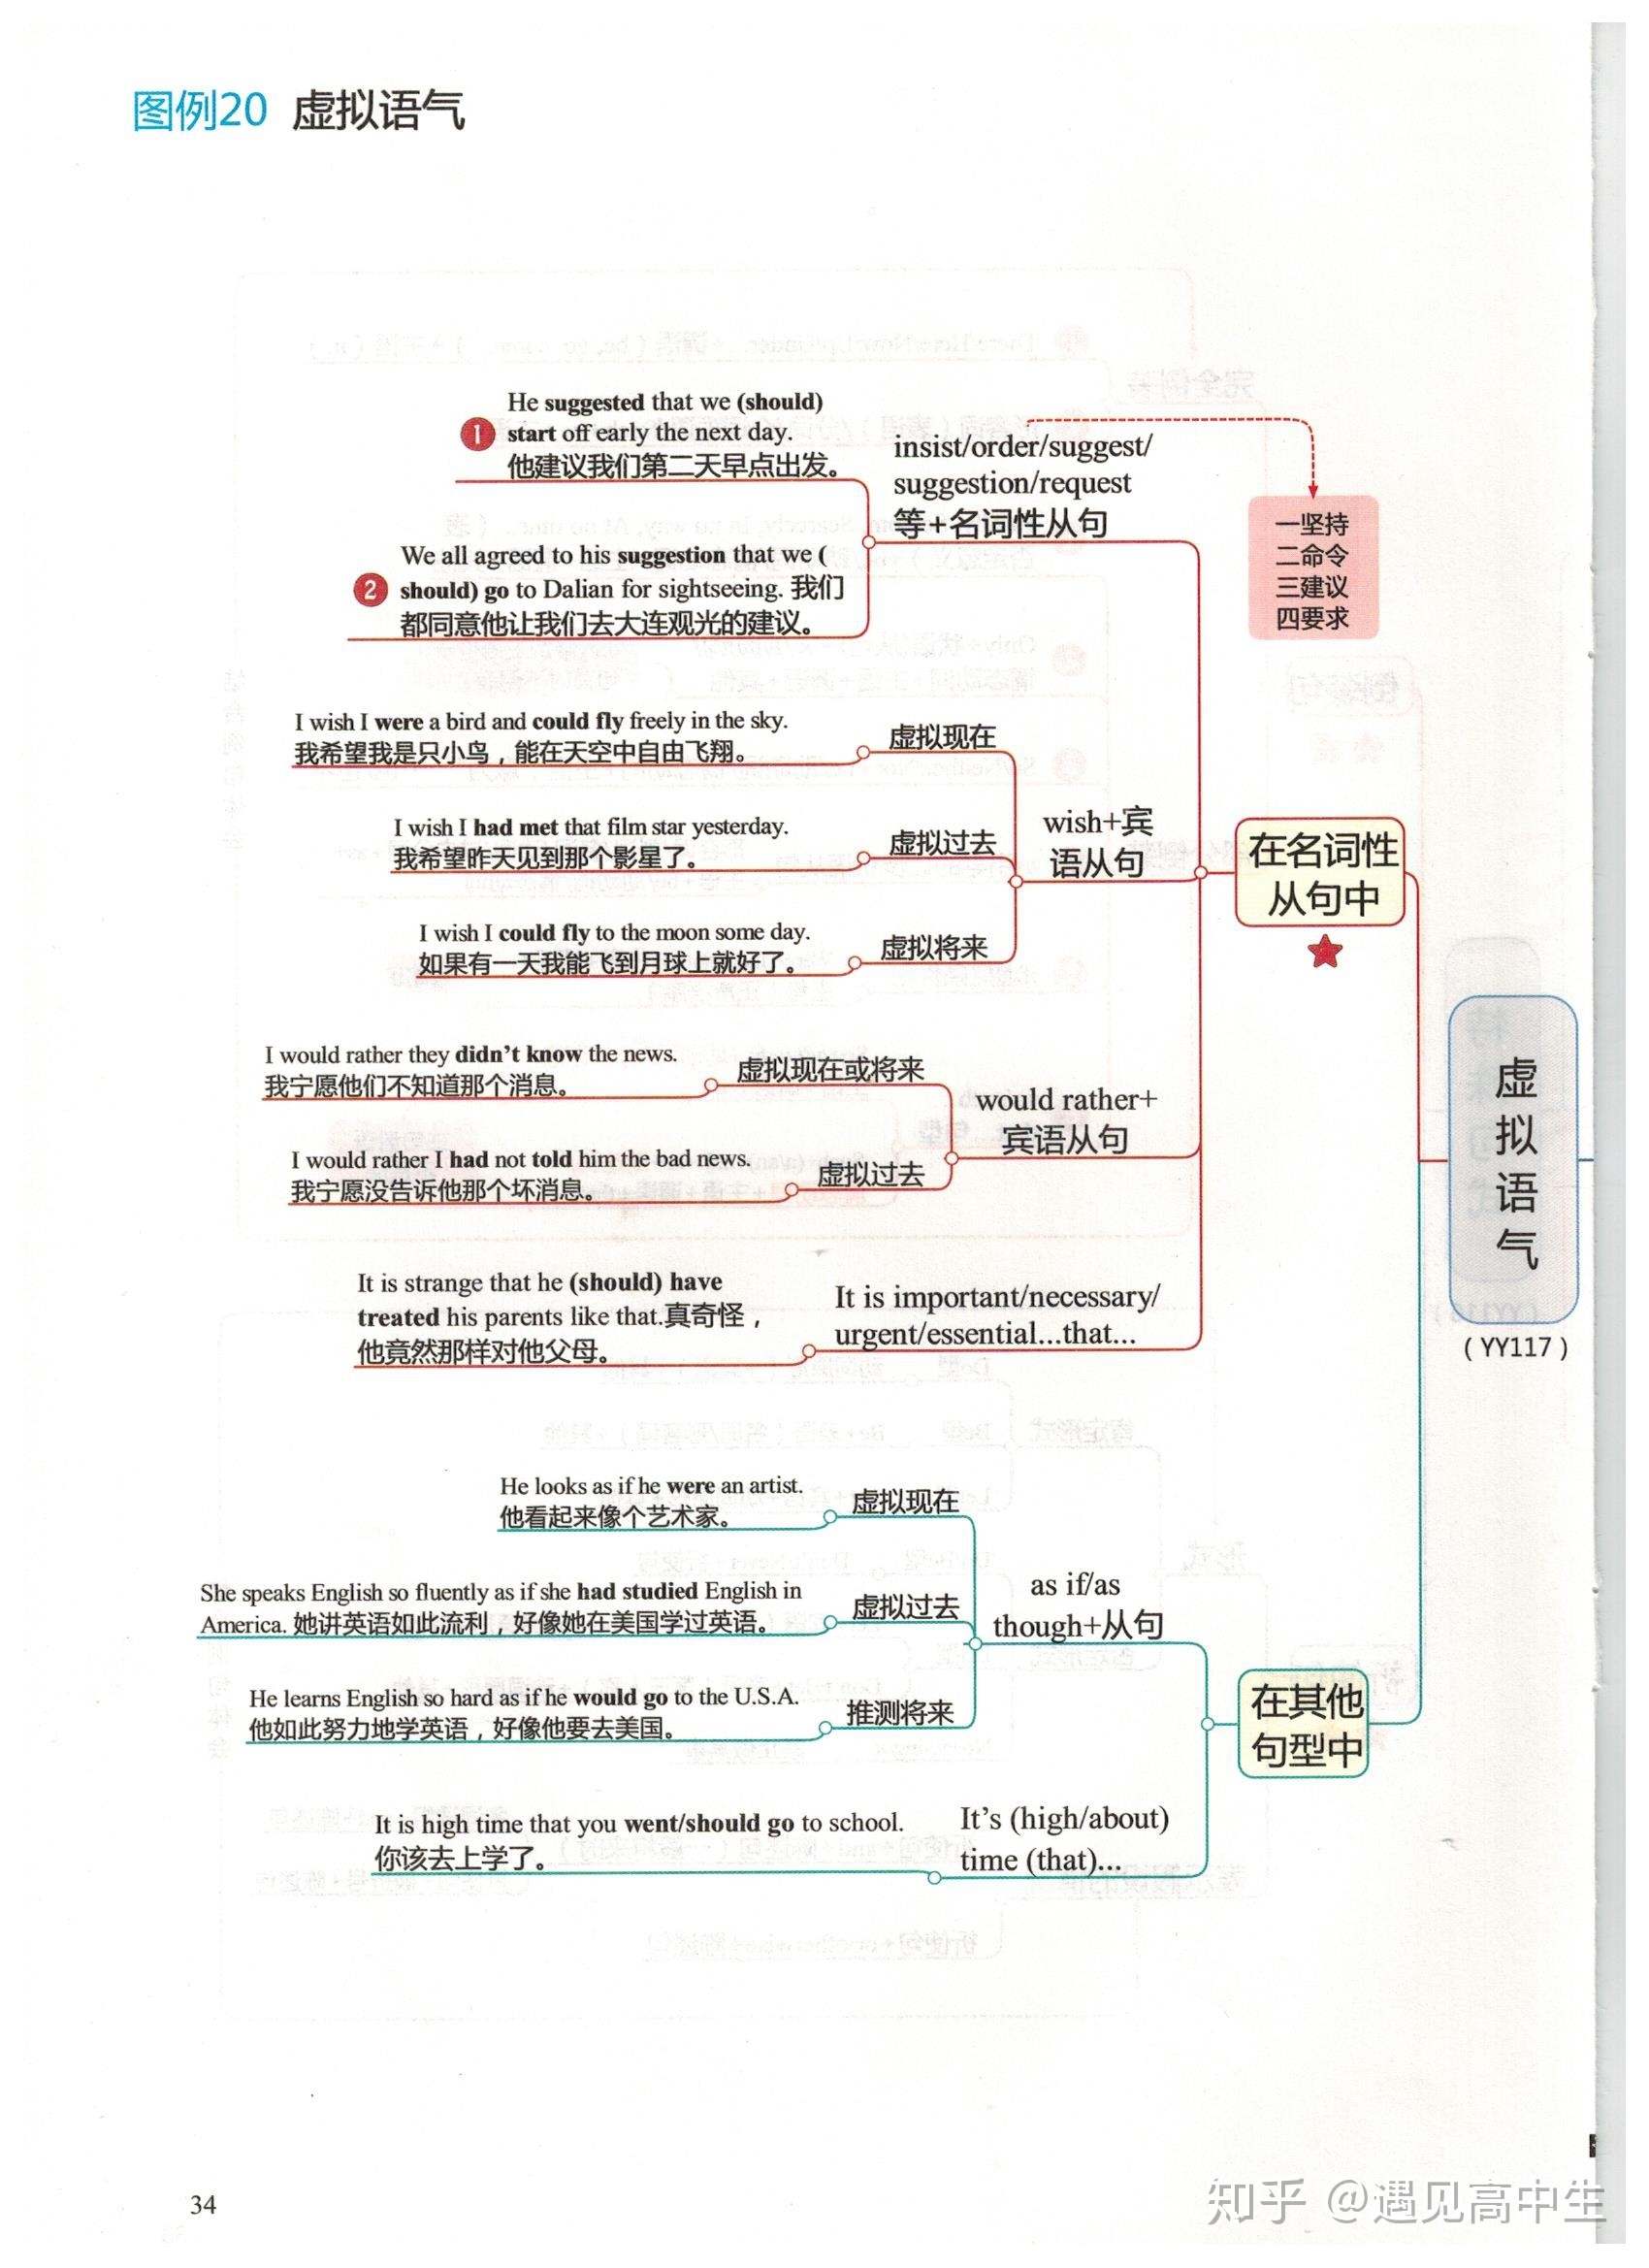 图例20 虚拟语气
He suggested that we (should)
1 start off early the next day.
他建议我们第二天早点出发。
insist/order/suggest/
suggestion/request
等+名词性从句
一坚持
二命令
三建议
四要求
We all agreed to his suggestion that we (
2 should) go to Dalian for sightseeing. 我们
都同意他让我们去大连观光的建议。
I wish I were a bird and could fly freely in the sky.
我希望我是只小鸟，能在天空中自由飞翔。
虚拟现在
I wish I had met that film star yesterday.
我希望昨天见到那个影星了。
虚拟过去
wish+宾
语从句
I wish I could fly to the moon some day.
如果有一天我能飞到月球上就好了。
虚拟将来
在名词性
从句中
I would rather they didn't know the news.
我宁愿他们不知道那个消息。
虚拟现在或将来
would rather+
宾语从句
I would rather I had not told him the bad news.
我宁愿没告诉他那个坏消息。
虚拟过去
It is strange that he (should) have
treated his parents like that.真奇怪，
他竟然那样对他父母。
It is important/necessary/
urgent/essential...that...
虚
拟
语
气
(YY117)
He looks as if he were an artist.
他看起来像个艺术家。
虚拟现在
She speaks English so fluently as if she had studied English in
America. 她讲英语如此流利，好像她在美国学过英语。
虚拟过去
as if/as
though+从句
He learns English so hard as if he would go to the U.S.A.
他如此努力地学英语，好像他要去美国。
推测将来
在其他
句型中
It is high time that you went/should go to school.
你该去上学了。
It's (high/about)
time (that)...
34
知乎 @遇见高中生